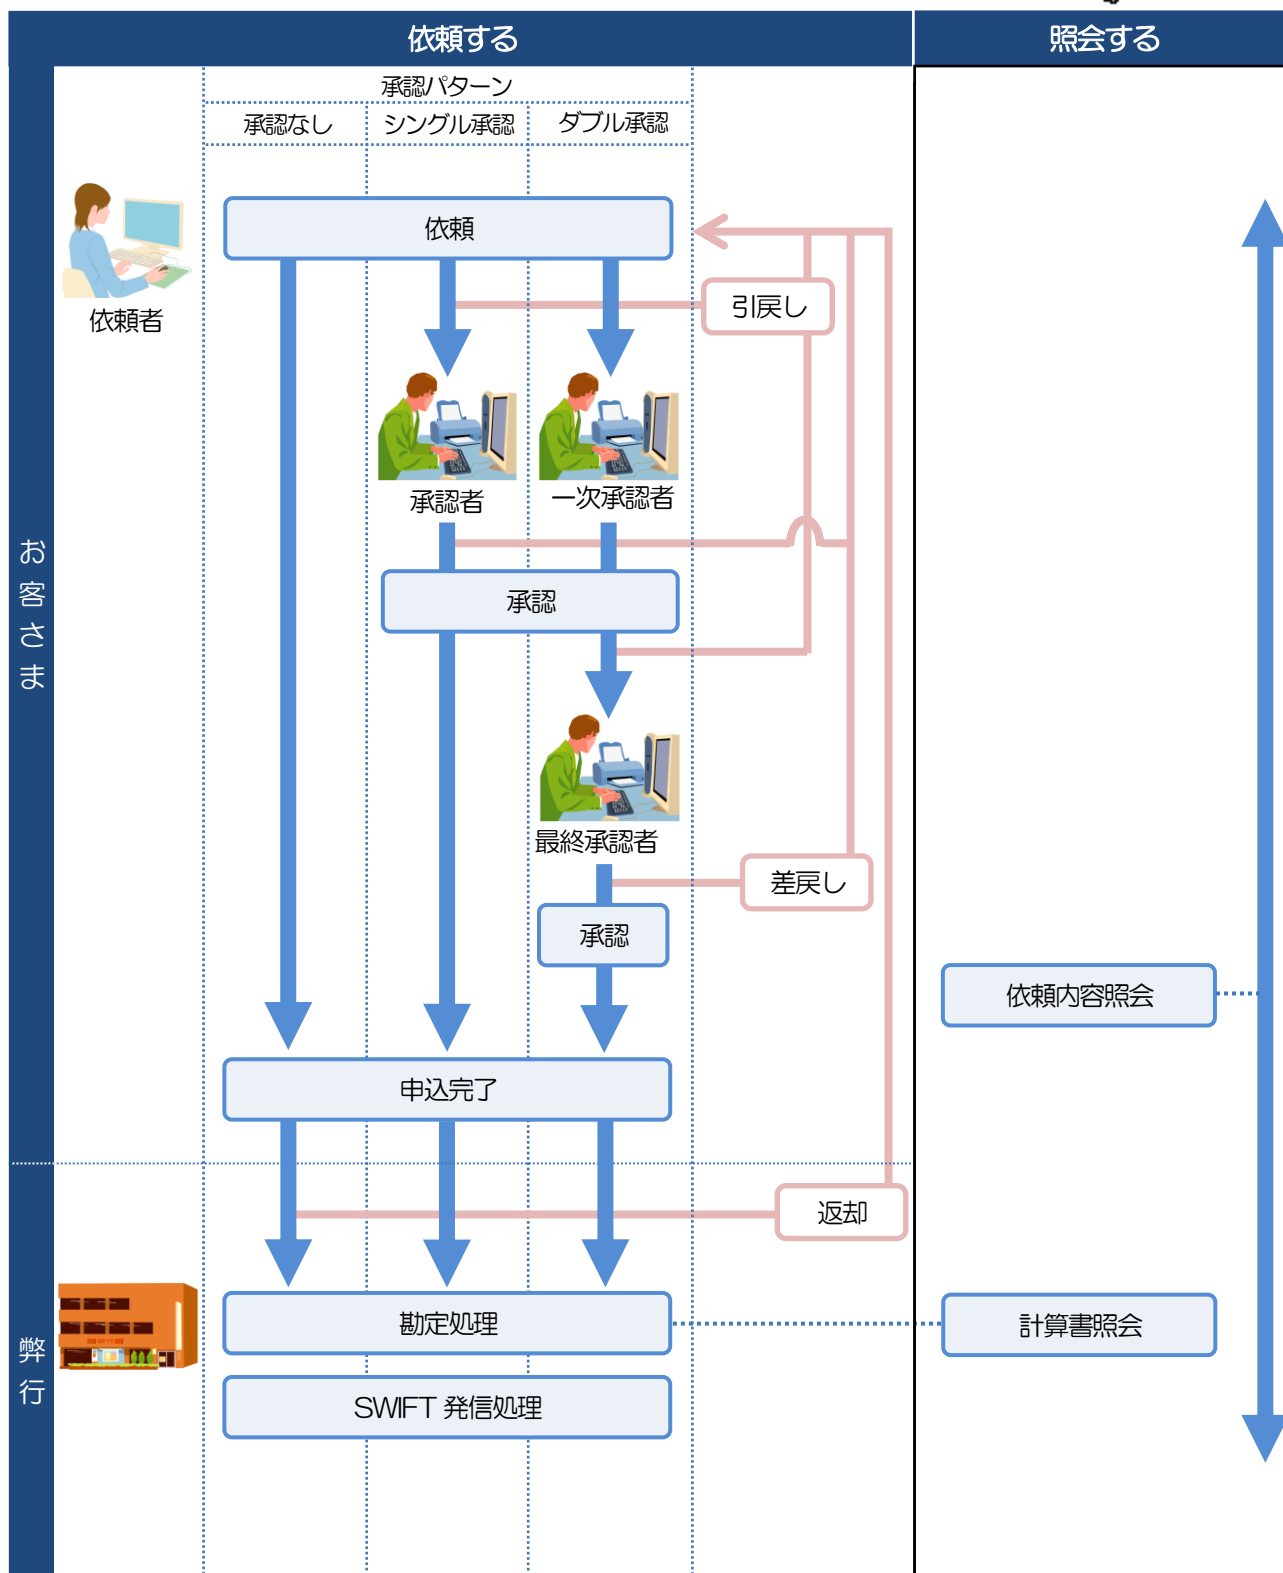 依頼する
照会する
承認パターン
承認なし
シングル承認
ダブル承認
依頼
引戻し
依頼者
承認者
一次承認者
お客さま
承認
最終承認者
差戻し
承認
依頼内容照会
申込完了
返却
弊行
勘定処理
計算書照会
SWIFT 発信処理